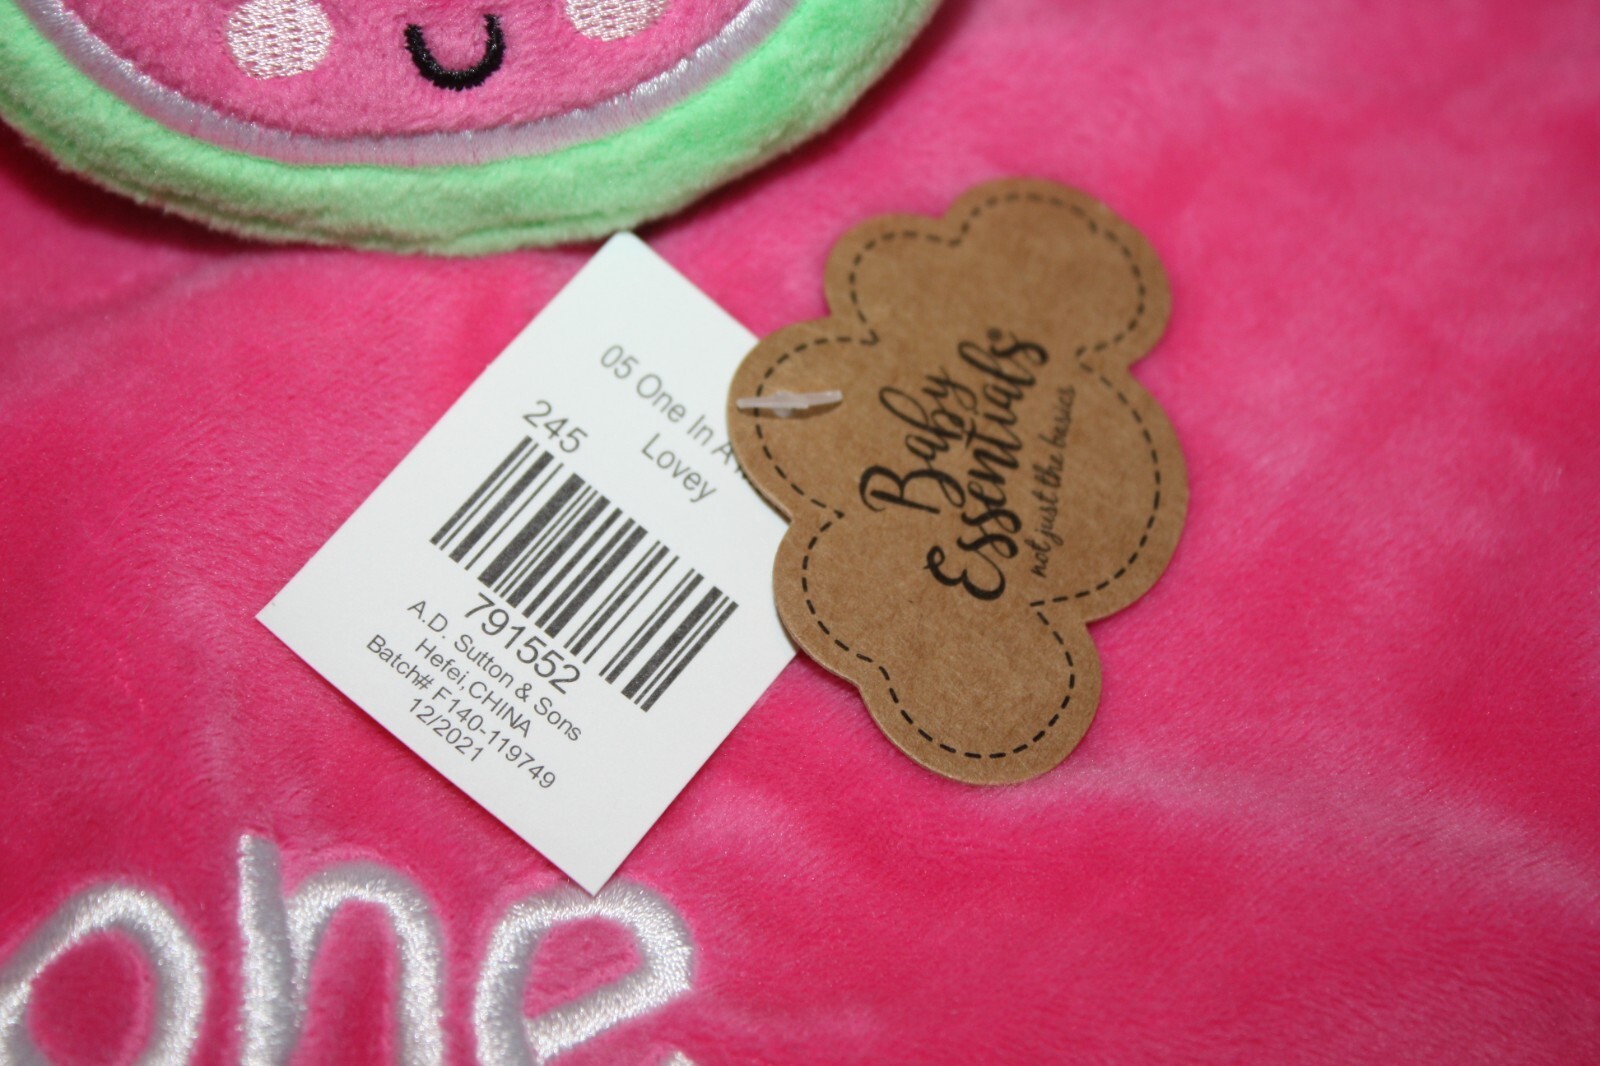 05 One In A
Lovey
245
791552
A.D. Sutton & Sons
Hefei, CHINA
Batch# F140-119749
12/2021
Baby
Essentials®
not just the basics
one